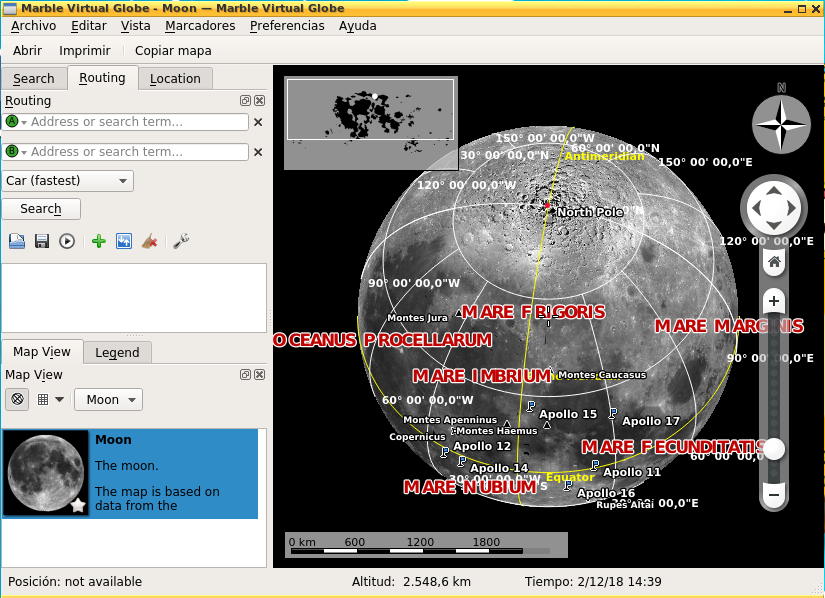 Marble Virtual Globe - Moon — Marble Virtual Globe
Archivo Editar Vista Marcadores Preferencias Ayuda
Abrir Imprimir Copiar mapa
Search Routing Location
Routing
A Address or search term...
B Address or search term...
Car (fastest)
Search
Map View Legend
Map View
Moon
Moon
The moon.
The map is based on
data from the
N
150° 00' 00,0"W
60° 00' 00,0"N
30° 00' 00,0"N
Antimeridian
150° 00' 00,0"E
120° 00' 00,0"W
North Pole
120° 00' 00,0"E
90° 00' 00,0"W
Montes Jura
MARE FRIGORIS
MARE MARGINIS
OCEANUS PROCELLARUM
90° 00' 00,0"E
MARE IMBRIUM
Montes Caucasus
60° 00' 00,0"W
Apollo 15
Apollo 17
Montes Apenninus
Montes Haemus
Copernicus
Apollo 12
MARE FECUNDITATIS
60° 00' 00,0
Apollo 14
Apollo 11
30° 00' 00,0"W
Equator
MARE NUBIUM
Apollo 16
Rupes Altai
30° 00' 00,0"E
0 km 600 1200 1800
Posición: not available Altitud: 2.548,6 km Tiempo: 2/12/18 14:39